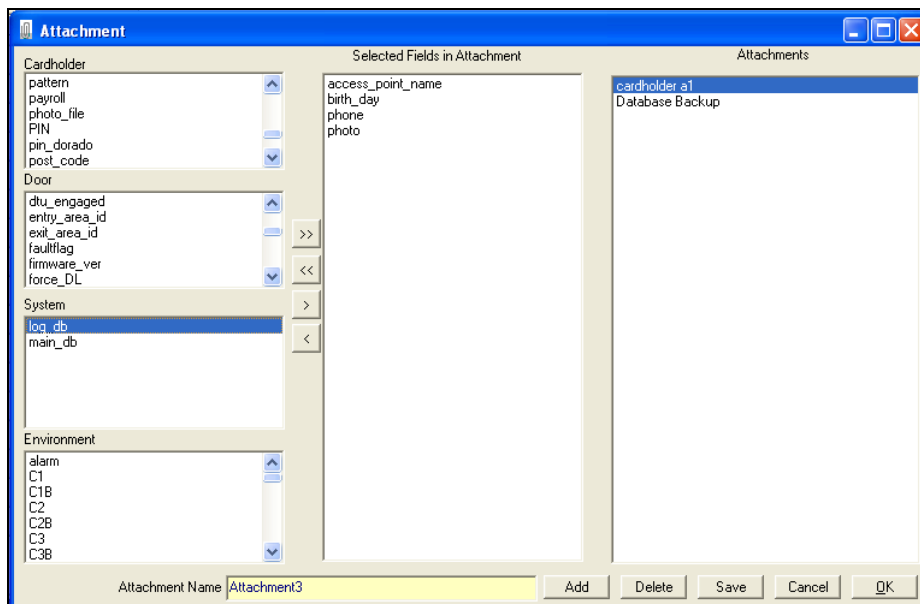 Attachment
Cardholder
pattern
payroll
photo_file
PIN
pin_dorado
post_code
Door
dtu_engaged
entry_area_id
exit_area_id
faultflag
firmware_ver
force_DL
System
log_db
main_db
Environment
alarm
C1
C1B
C2
C2B
C3
C3B
>>
<<
>
<
Selected Fields in Attachment
access_point_name
birth_day
phone
photo
Attachments
cardholder a1
Database Backup
Attachment Name Attachment3 Add Delete Save Cancel OK